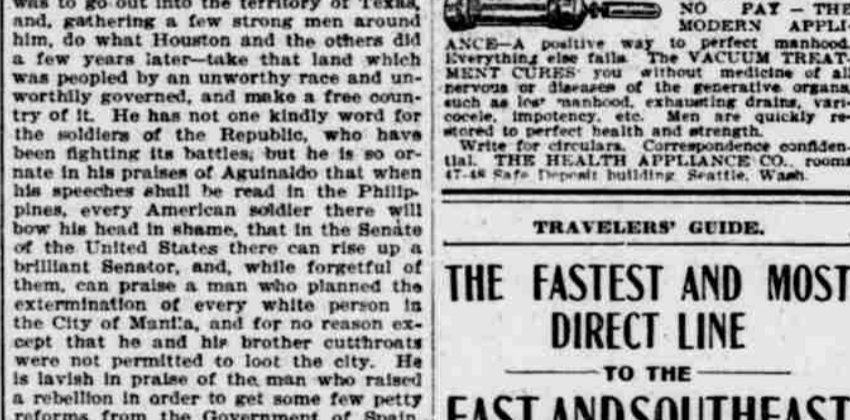 was to go out into the territory of Texas,
and, gathering a few strong men around
him, do what Houston and the others did
a few years later—take that land which
was peopled by an unworthy race and un-
worthily governed, and make a free coun-
try of it. He has not one kindly word for
the soldiers of the Republic, who have
been fighting its battles; but he is so or-
nate in his praises of Aguinaldo that when
his speeches shall be read in the Philip-
pines, every American soldier there will
bow his head in shame, that in the Senate
of the United States there can rise up a
brilliant Senator, and, while forgetful of
them, can praise a man who planned the
extermination of every white person in
the City of Manila, and for no reason ex-
cept that he and his brother cutthroats
were not permitted to loot the city. He
is lavish in praise of the man who raised
a rebellion in order to get some few petty
reforms from the Government of Spain,
NO PAY — THE
MODERN APPLI-
ANCE—A positive way to perfect manhood.
Everything else fails. The VACUUM TREAT-
MENT CURES you without medicine of all
nervous or diseases of the generative organs,
such as lost manhood, exhausting drains, vari-
cocele, impotency, etc. Men are quickly re-
stored to perfect health and strength.
Write for circulars. Correspondence confiden-
tial. THE HEALTH APPLIANCE CO., rooms
47-48 Safe Deposit building, Seattle, Wash.
TRAVELERS' GUIDE.
THE FASTEST AND MOST
DIRECT LINE
TO THE
EAST AND SOUTHEAST